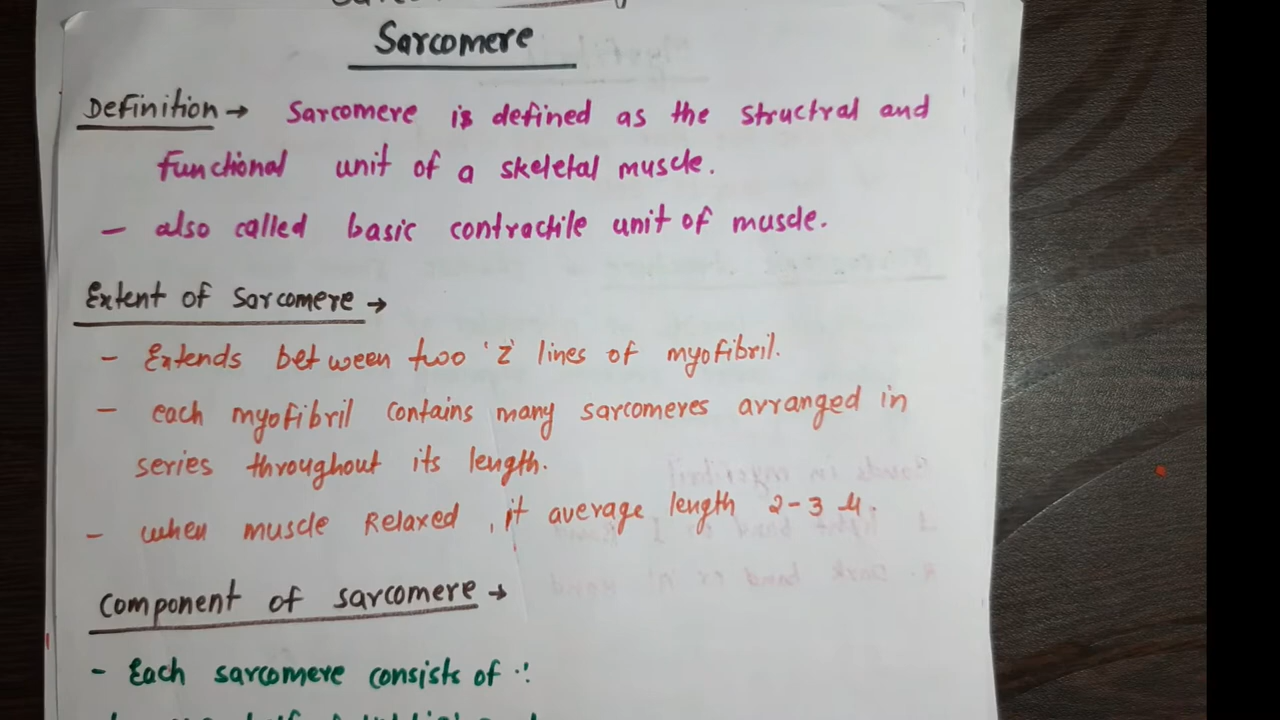 Sarcomere
Definition → Sarcomere is defined as the structral and
functional unit of a skeletal muscle.
- also called basic contractile unit of muscle.
Extent of Sarcomere →
- Extends between two 'Z' lines of myofibril.
- each myofibril contains many sarcomeres arranged in
series throughout its length.
- when muscle Relaxed, it average length 2-3 μ.
Component of sarcomere →
- Each sarcomere consists of :